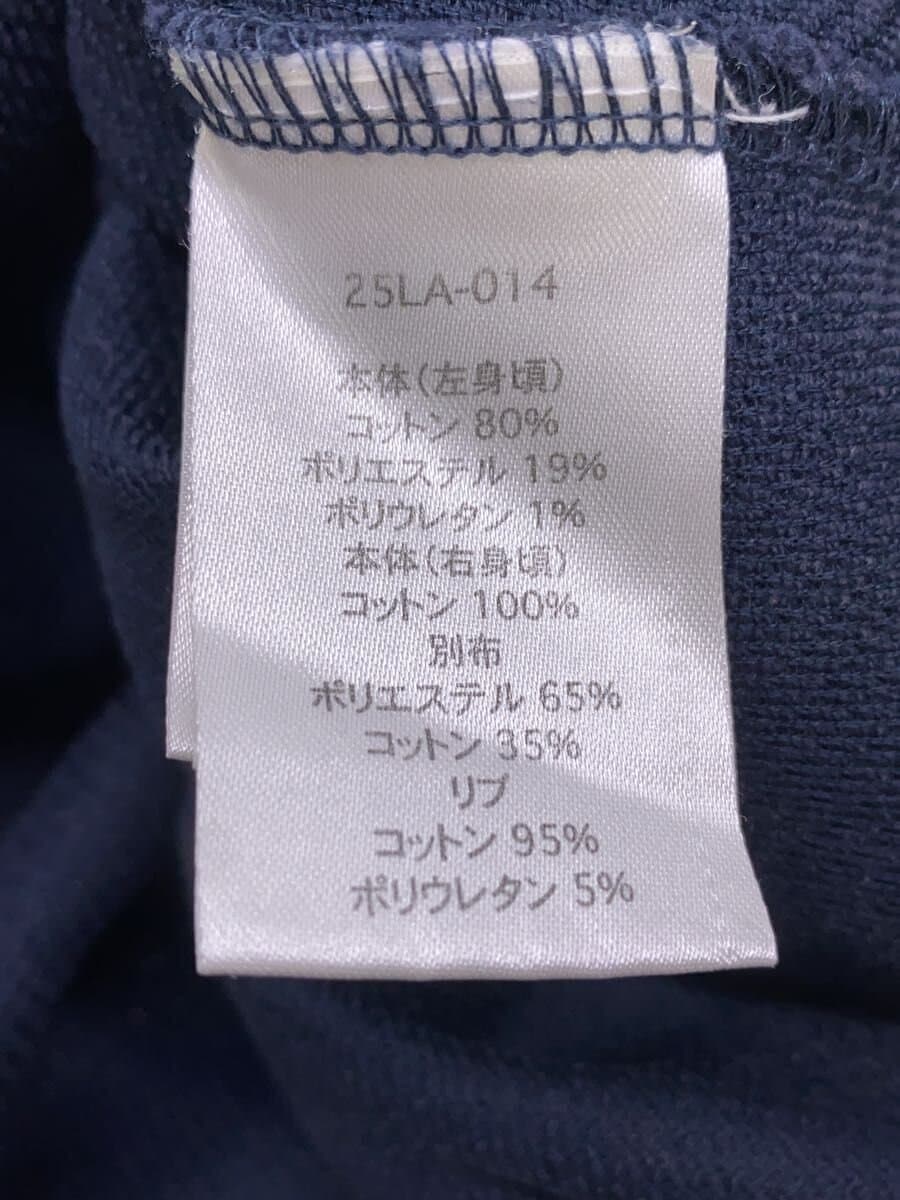 25LA-014
本体(左身頃)
コットン 80%
ポリエステル 19%
ポリウレタン 1%
本体(右身頃)
コットン 100%
別布
ポリエステル 65%
コットン 35%
リブ
コットン 95%
ポリウレタン 5%